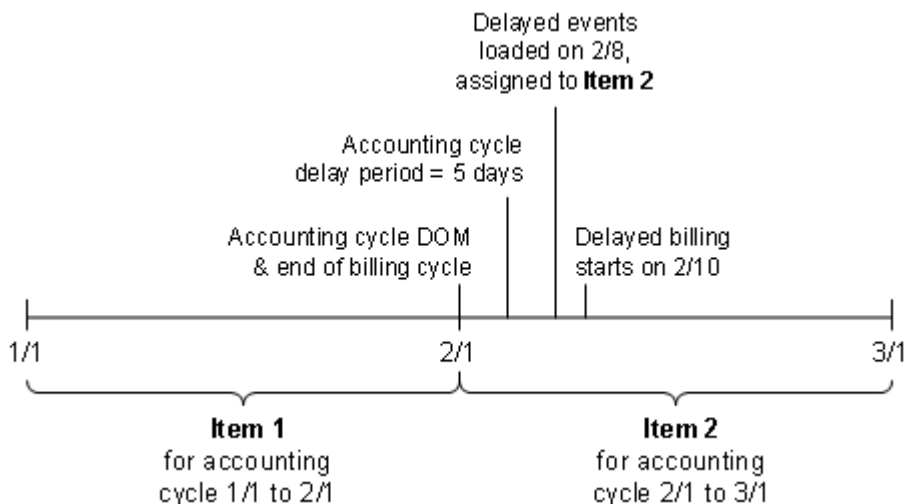 Delayed events
loaded on 2/8,
assigned to Item 2
Accounting cycle
delay period = 5 days
Accounting cycle DOM
& end of billing cycle
Delayed billing
starts on 2/10
1/1
2/1
3/1
Item 1
for accounting
cycle 1/1 to 2/1
Item 2
for accounting
cycle 2/1 to 3/1